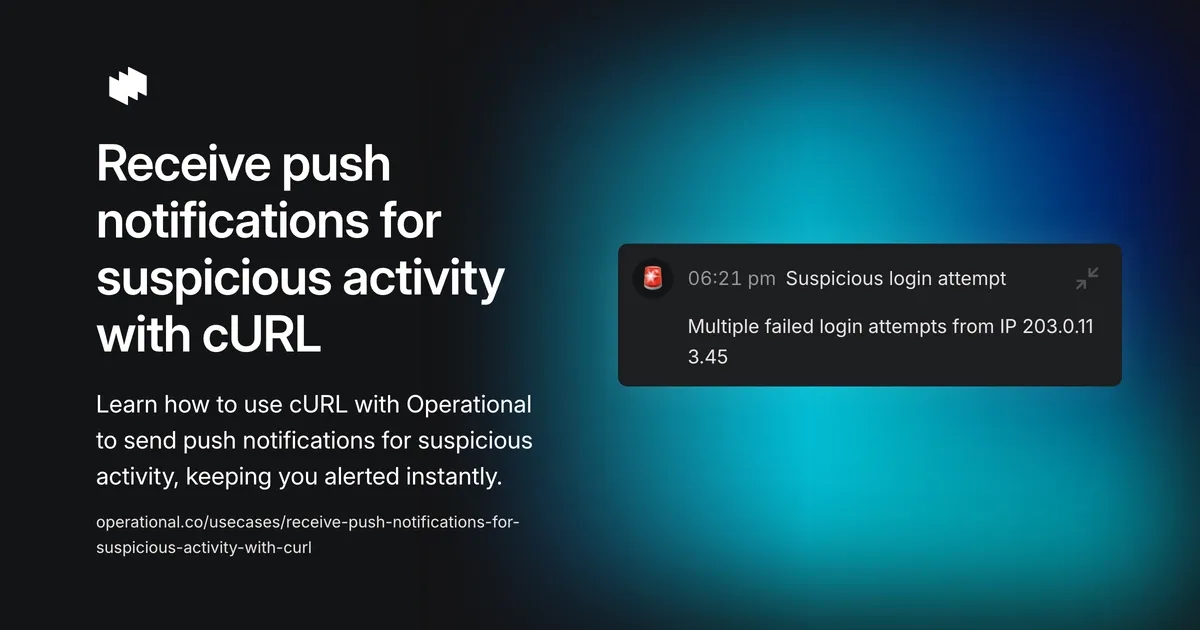 Receive push
notifications for
suspicious activity
with cURL
Learn how to use cURL with Operational
to send push notifications for suspicious
activity, keeping you alerted instantly.
operational.co/usecases/receive-push-notifications-for-
suspicious-activity-with-curl
06:21 pm Suspicious login attempt
Multiple failed login attempts from IP 203.0.11
3.45